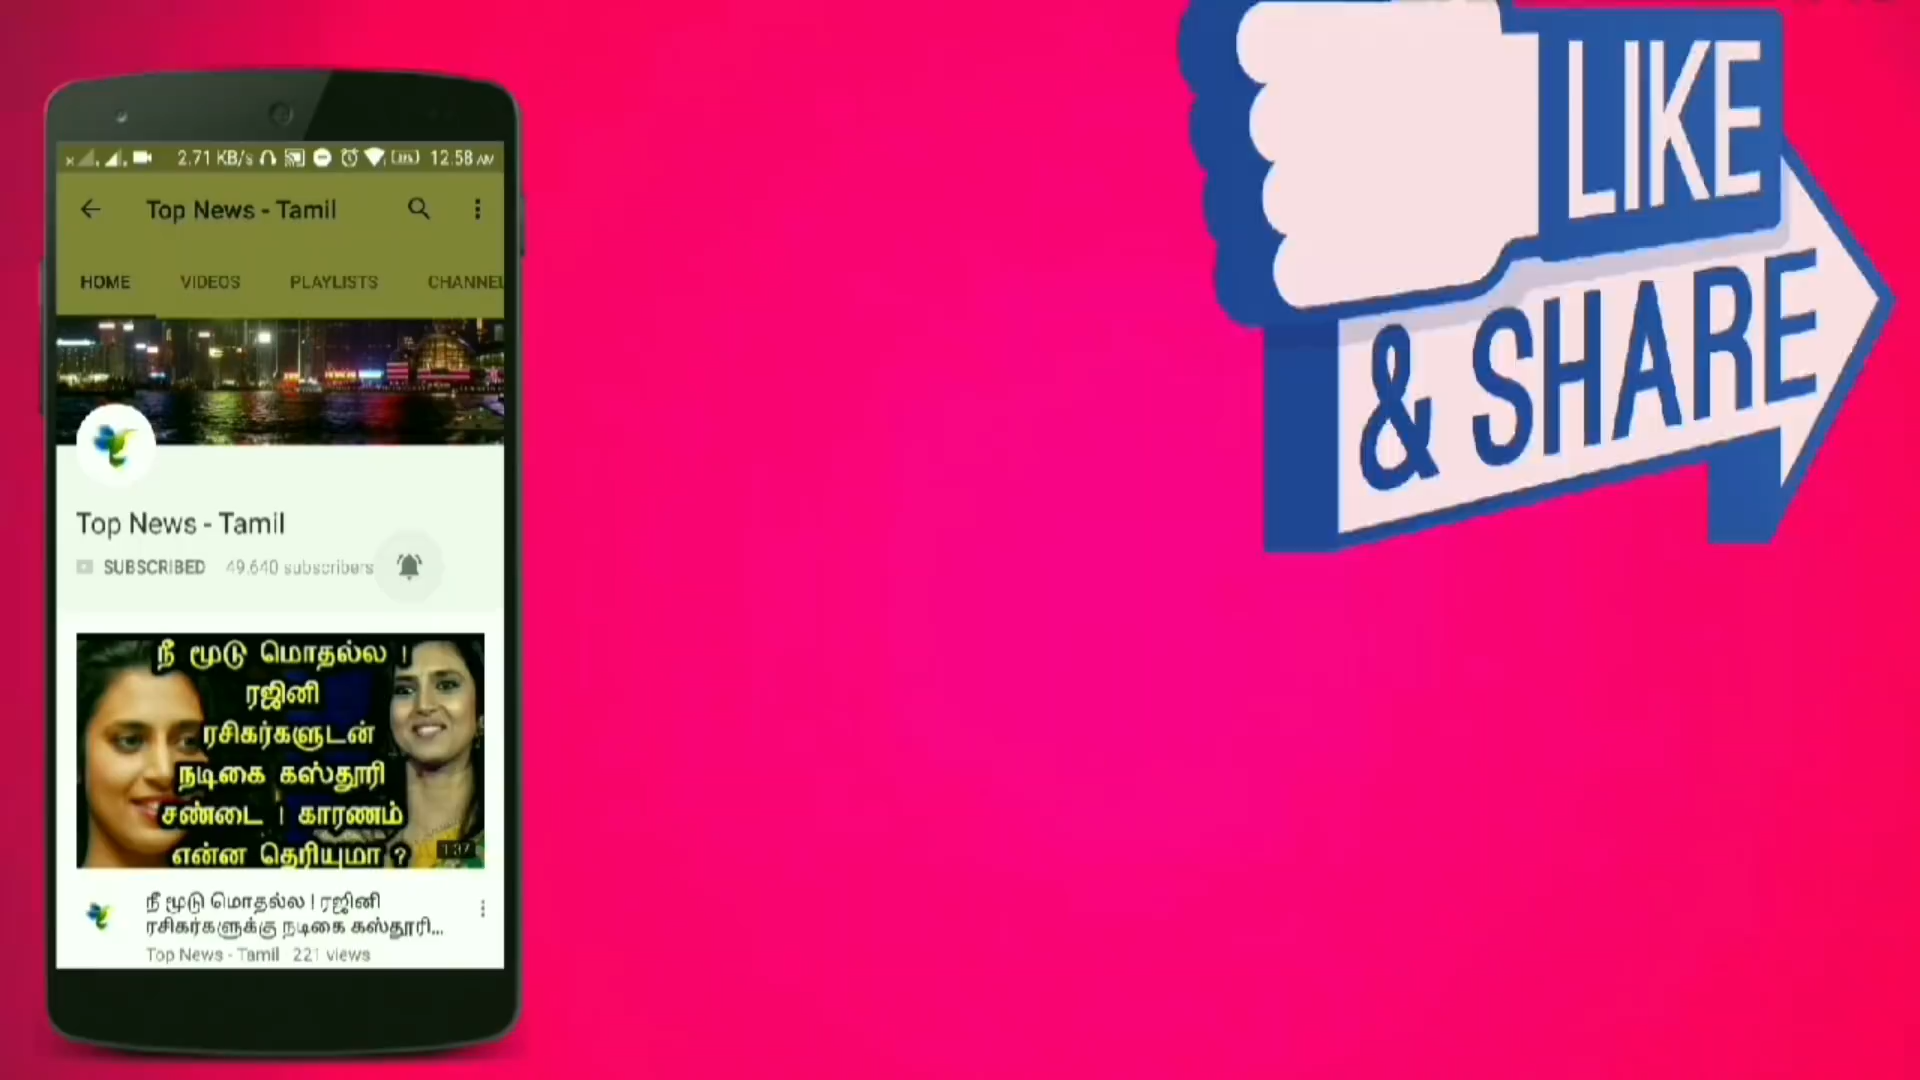 2.71 KB/s 12.58 AM
Top News - Tamil
HOME VIDEOS PLAYLISTS CHANNEL
Top News - Tamil
SUBSCRIBED 49,640 subscribers
நீ மூடு மொதல்ல !
ரஜினி
ரசிகர்களுடன்
நடிகை கஸ்தூரி
சண்டை ! காரணம்
என்ன தெரியுமா ?
1:37
நீ மூடு மொதல்ல ! ரஜினி
ரசிகர்களுக்கு நடிகை கஸ்தூரி...
Top News - Tamil 221 views
LIKE
& SHARE